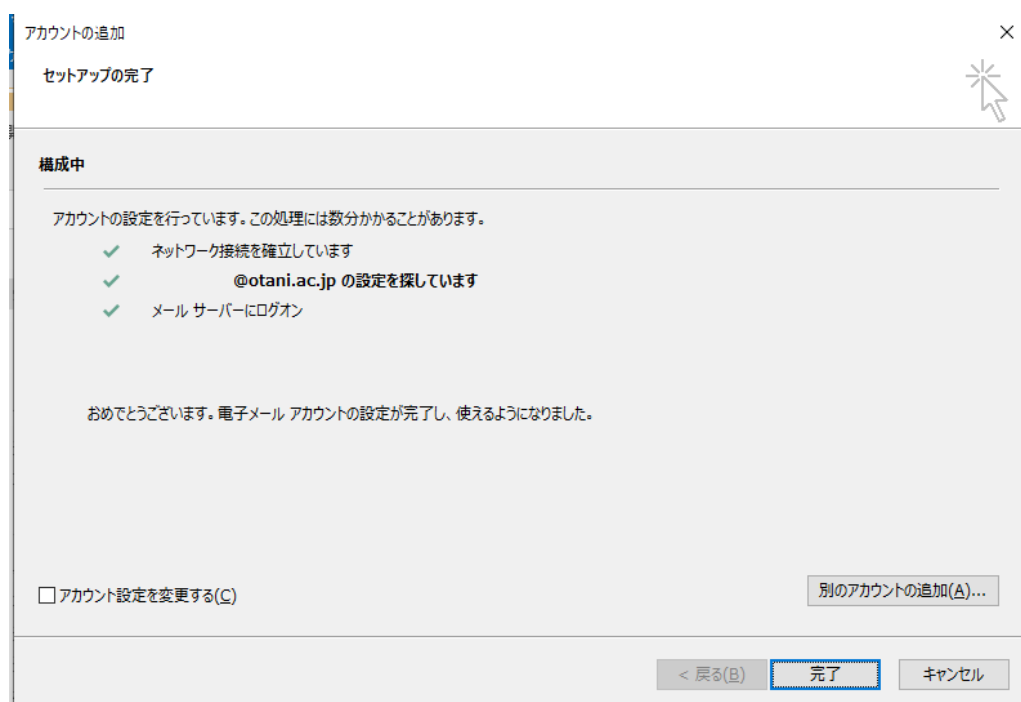 アカウントの追加
セットアップの完了
構成中
アカウントの設定を行っています。この処理には数分かかることがあります。
ネットワーク接続を確立しています
@otani.ac.jp の設定を探しています
メール サーバーにログオン
おめでとうございます。電子メール アカウントの設定が完了し、使えるようになりました。
アカウント設定を変更する(C)
別のアカウントの追加(A)...
< 戻る(B)
完了
キャンセル